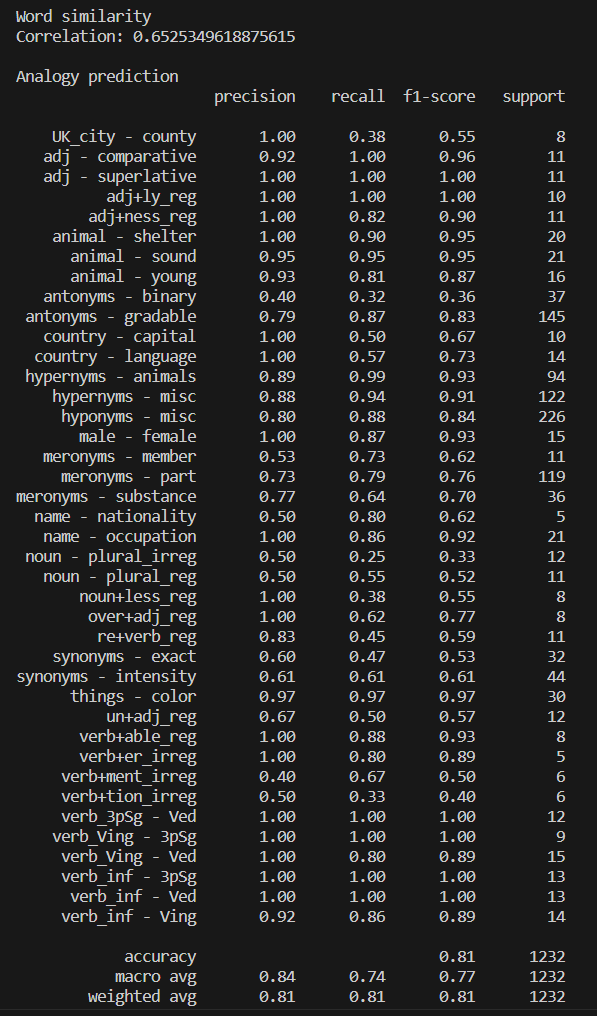 Word similarity
Correlation: 0.6525349618875615
Analogy prediction
precision recall f1-score support
UK_city - county 1.00 0.38 0.55 8
adj - comparative 0.92 1.00 0.96 11
adj - superlative 1.00 1.00 1.00 11
adj+ly_reg 1.00 1.00 1.00 10
adj+ness_reg 1.00 0.82 0.90 11
animal - shelter 1.00 0.90 0.95 20
animal - sound 0.95 0.95 0.95 21
animal - young 0.93 0.81 0.87 16
antonyms - binary 0.40 0.32 0.36 37
antonyms - gradable 0.79 0.87 0.83 145
country - capital 1.00 0.50 0.67 10
country - language 1.00 0.57 0.73 14
hypernyms - animals 0.89 0.99 0.93 94
hypernyms - misc 0.88 0.94 0.91 122
hyponyms - misc 0.80 0.88 0.84 226
male - female 1.00 0.87 0.93 15
meronyms - member 0.53 0.73 0.62 11
meronyms - part 0.73 0.79 0.76 119
meronyms - substance 0.77 0.64 0.70 36
name - nationality 0.50 0.80 0.62 5
name - occupation 1.00 0.86 0.92 21
noun - plural_irreg 0.50 0.25 0.33 12
noun - plural_reg 0.50 0.55 0.52 11
noun+less_reg 1.00 0.38 0.55 8
over+adj_reg 1.00 0.62 0.77 8
re+verb_reg 0.83 0.45 0.59 11
synonyms - exact 0.60 0.47 0.53 32
synonyms - intensity 0.61 0.61 0.61 44
things - color 0.97 0.97 0.97 30
un+adj_reg 0.67 0.50 0.57 12
verb+able_reg 1.00 0.88 0.93 8
verb+er_irreg 1.00 0.80 0.89 5
verb+ment_irreg 0.40 0.67 0.50 6
verb+tion_irreg 0.50 0.33 0.40 6
verb_3pSg - Ved 1.00 1.00 1.00 12
verb_Ving - 3pSg 1.00 1.00 1.00 9
verb_Ving - Ved 1.00 0.80 0.89 15
verb_inf - 3pSg 1.00 1.00 1.00 13
verb_inf - Ved 1.00 1.00 1.00 13
verb_inf - Ving 0.92 0.86 0.89 14
accuracy 0.81 1232
macro avg 0.84 0.74 0.77 1232
weighted avg 0.81 0.81 0.81 1232